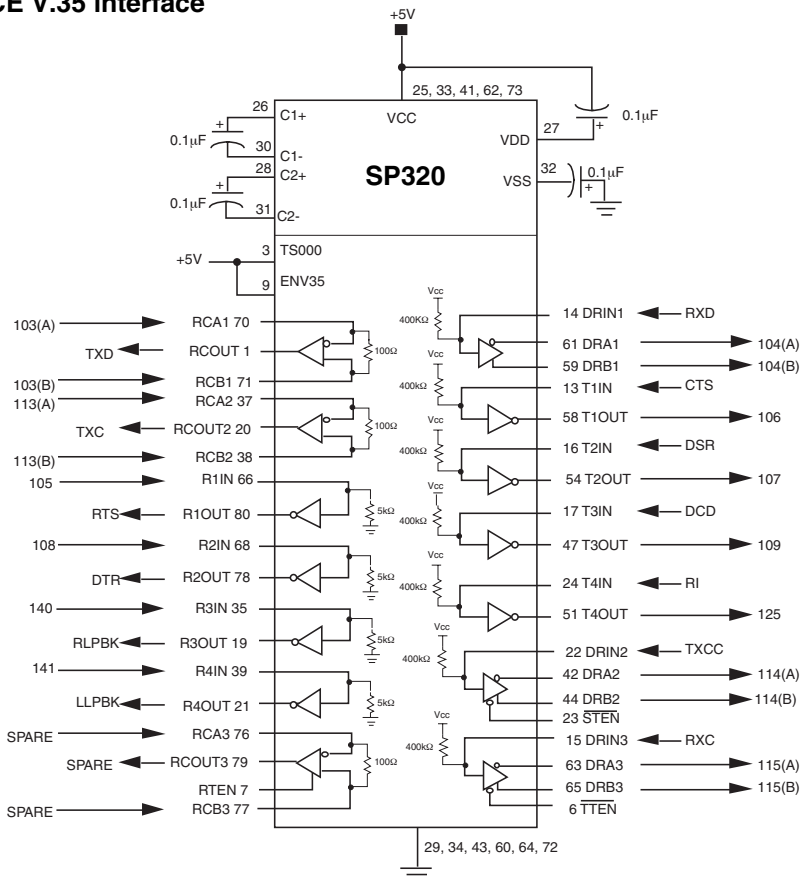 CE V.35 Interface
+5V
25, 33, 41, 62, 73
26
C1+
VCC
27
VDD
0.1µF
0.1µF
30
C1-
28
C2+
SP320
32
VSS
0.1µF
0.1µF
31
C2-
3
TS000
+5V
9
ENV35
103(A)
RCA1 70
TXD
RCOUT 1
100Ω
103(B)
RCB1 71
113(A)
RCA2 37
TXC
RCOUT2 20
100Ω
113(B)
RCB2 38
105
R1IN 66
RTS
R1OUT 80
5kΩ
108
R2IN 68
DTR
R2OUT 78
5kΩ
140
R3IN 35
RLPBK
R3OUT 19
5kΩ
141
R4IN 39
LLPBK
R4OUT 21
5kΩ
SPARE
RCA3 76
SPARE
RCOUT3 79
100Ω
RTEN 7
SPARE
RCB3 77
Vcc
400KΩ
14 DRIN1
RXD
61 DRA1
104(A)
59 DRB1
104(B)
Vcc
400kΩ
13 T1IN
CTS
58 T1OUT
106
Vcc
400kΩ
16 T2IN
DSR
54 T2OUT
107
Vcc
400kΩ
17 T3IN
DCD
47 T3OUT
109
Vcc
400kΩ
24 T4IN
RI
51 T4OUT
125
Vcc
400kΩ
22 DRIN2
TXCC
42 DRA2
114(A)
44 DRB2
114(B)
23 STEN
Vcc
400kΩ
15 DRIN3
RXC
63 DRA3
115(A)
65 DRB3
115(B)
6 TTEN
29, 34, 43, 60, 64, 72